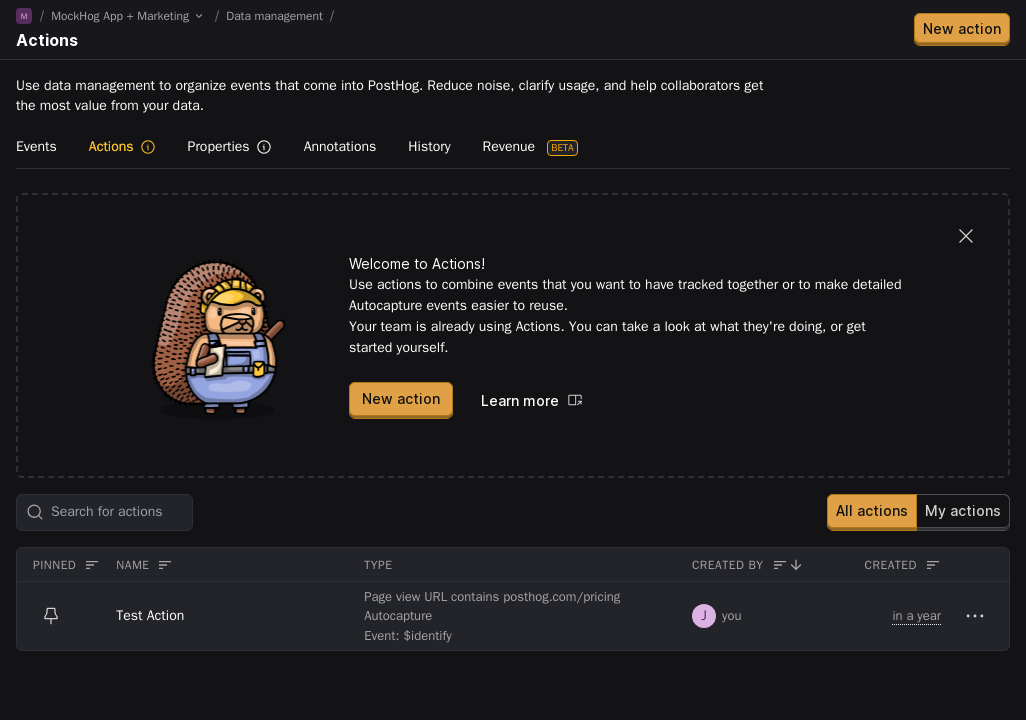 M / MockHog App + Marketing / Data management /
Actions
New action
Use data management to organize events that come into PostHog. Reduce noise, clarify usage, and help collaborators get
the most value from your data.
Events Actions Properties Annotations History Revenue BETA
Welcome to Actions!
Use actions to combine events that you want to have tracked together or to make detailed
Autocapture events easier to reuse.
Your team is already using Actions. You can take a look at what they're doing, or get
started yourself.
New action Learn more
Search for actions
All actions My actions
PINNED NAME TYPE CREATED BY CREATED
Test Action
Page view URL contains posthog.com/pricing
Autocapture
Event: $identify
J you
in a year